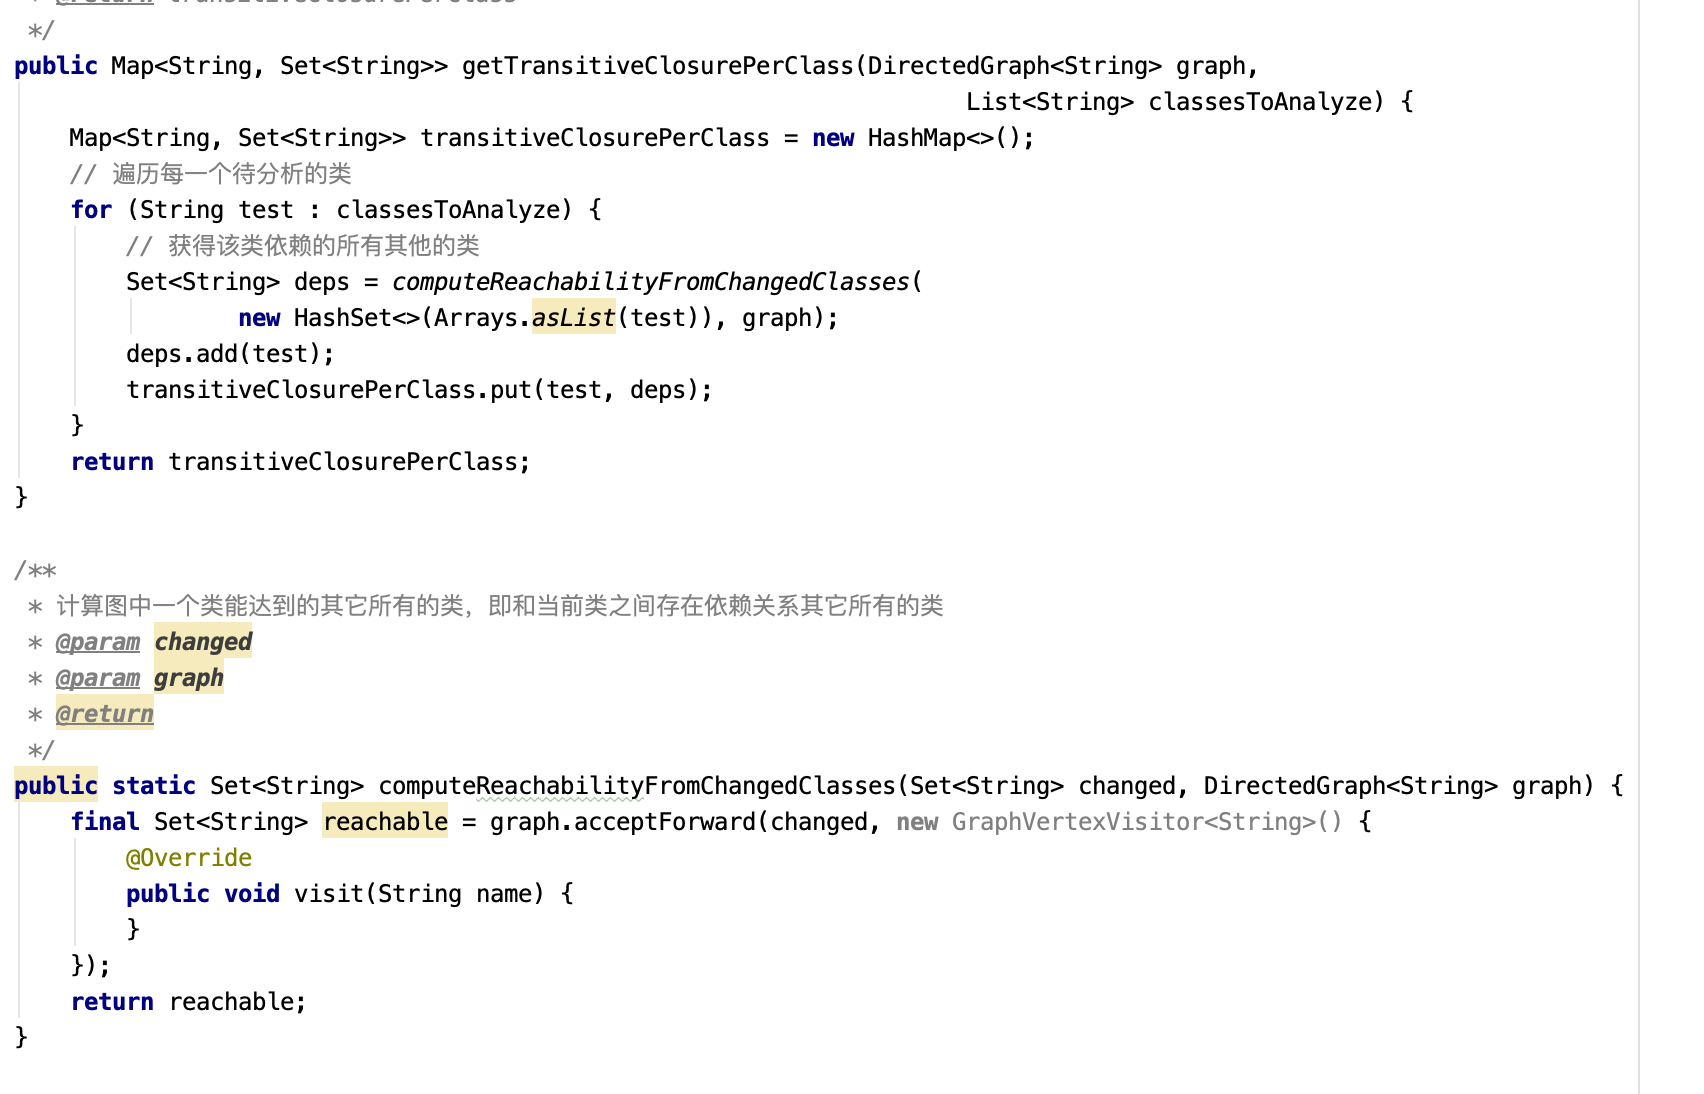 * @return transitiveClosurePerClass
*/
public Map<String, Set<String>> getTransitiveClosurePerClass(DirectedGraph<String> graph,
List<String> classesToAnalyze) {
Map<String, Set<String>> transitiveClosurePerClass = new HashMap<>();
// 遍历每一个待分析的类
for (String test : classesToAnalyze) {
// 获得该类依赖的所有其他的类
Set<String> deps = computeReachabilityFromChangedClasses(
new HashSet<>(Arrays.asList(test)), graph);
deps.add(test);
transitiveClosurePerClass.put(test, deps);
}
return transitiveClosurePerClass;
}
/**
* 计算图中一个类能达到的其它所有的类，即和当前类之间存在依赖关系其它所有的类
* @param changed
* @param graph
* @return
*/
public static Set<String> computeReachabilityFromChangedClasses(Set<String> changed, DirectedGraph<String> graph) {
final Set<String> reachable = graph.acceptForward(changed, new GraphVertexVisitor<String>() {
@Override
public void visit(String name) {
}
});
return reachable;
}